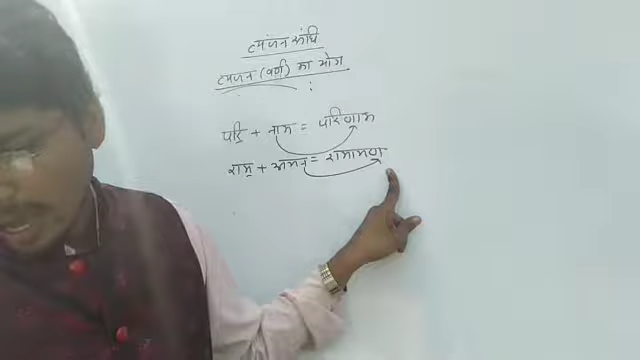 व्यंजन संधि
व्यंजन (वर्ण) का योग
:
परि + नाम = परिणाम
राम + अयन = रामायण